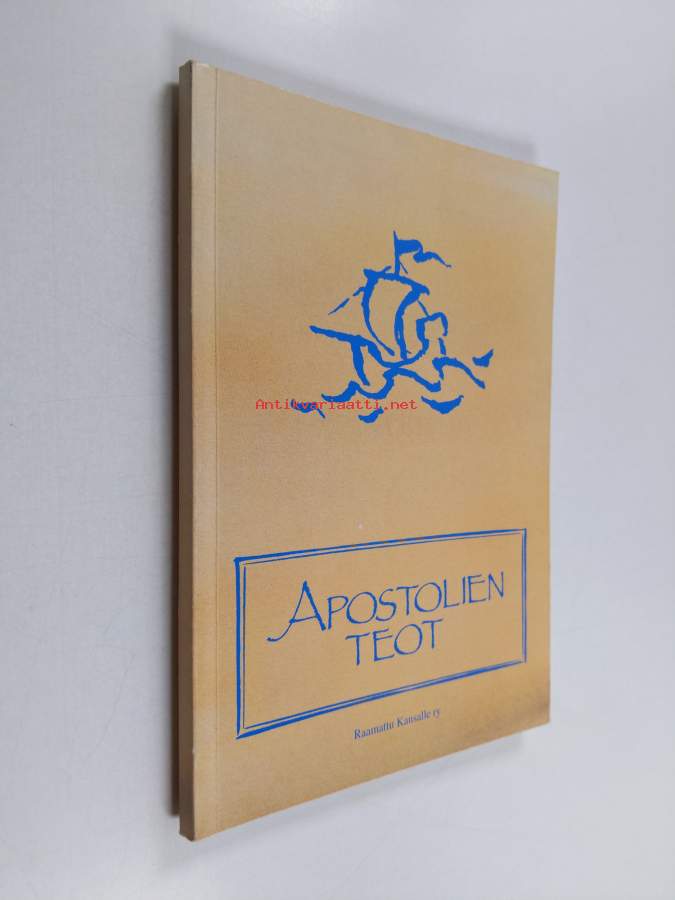 Antikvariaatti.net
APOSTOLIEN
TEOT
Raamattu Kansalle ry